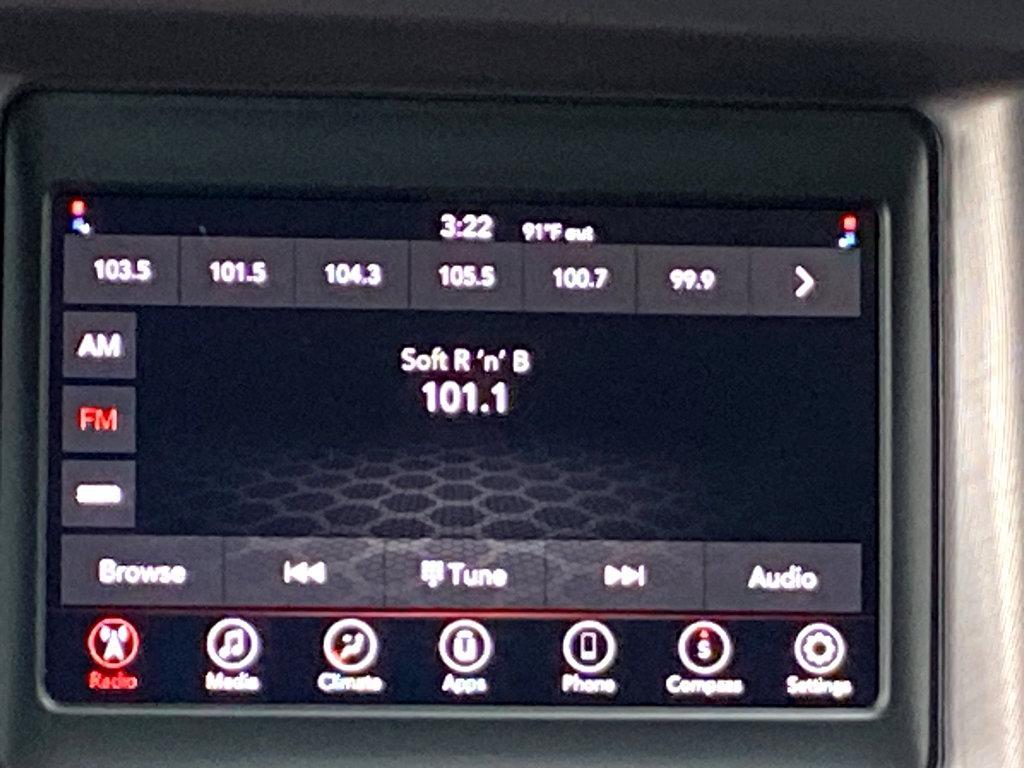 3:22 91°F out
103.5 101.5 104.3 105.5 100.7 99.9
AM
Soft R 'n' B
101.1
FM
Browse Tune Audio
Radio Media Climate Apps Phone S Compass Settings